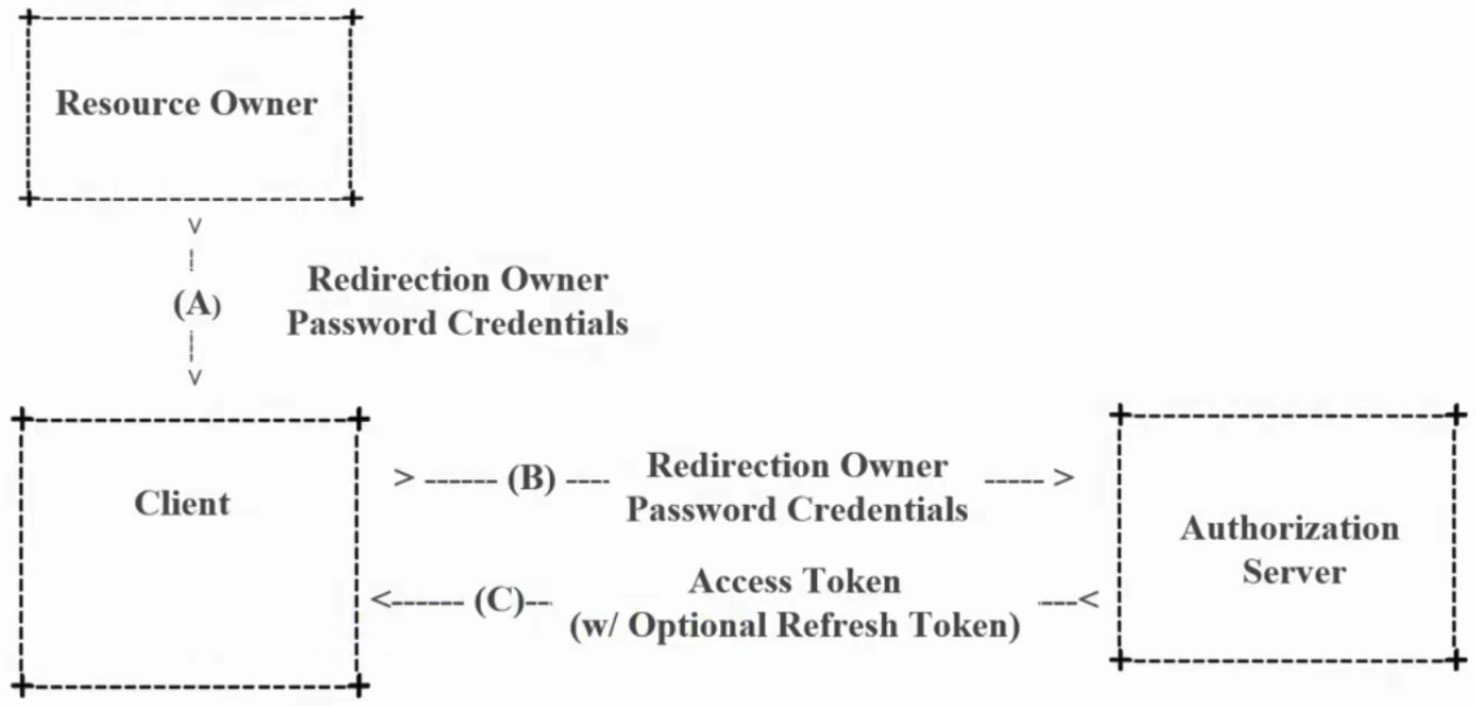 Resource Owner
(A)
Redirection Owner
Password Credentials
Client
> ------ (B) ---- Redirection Owner ----- >
Password Credentials
Authorization
Server
<------ (C)-- Access Token ----<
(w/ Optional Refresh Token)